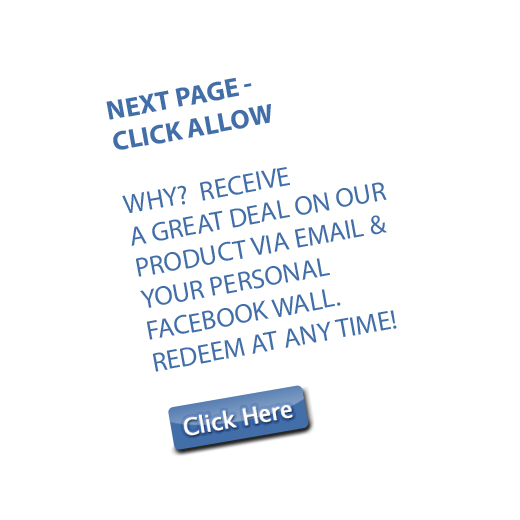 NEXT PAGE -
CLICK ALLOW
WHY? RECEIVE
A GREAT DEAL ON OUR
PRODUCT VIA EMAIL &
YOUR PERSONAL
FACEBOOK WALL.
REDEEM AT ANY TIME!
Click Here